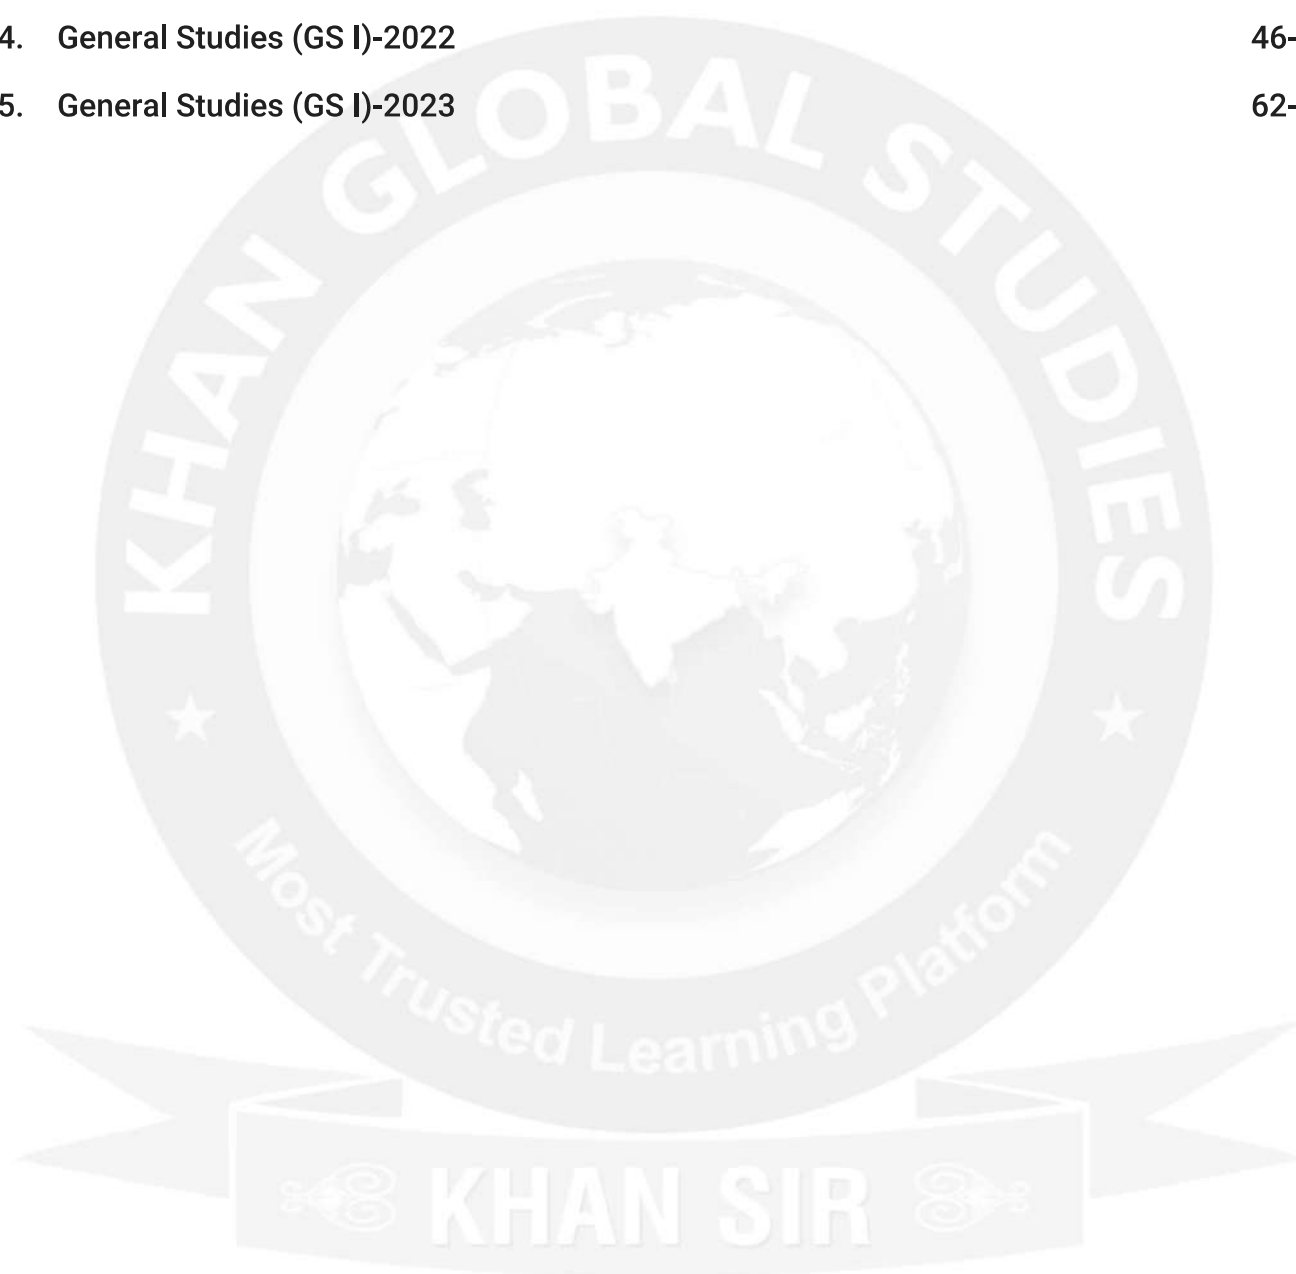 4. General Studies (GS I)-2022 46-
5. General Studies (GS I)-2023 62-
KHAN GLOBAL STUDIES
Most Trusted Learning Platform
KHAN SIR